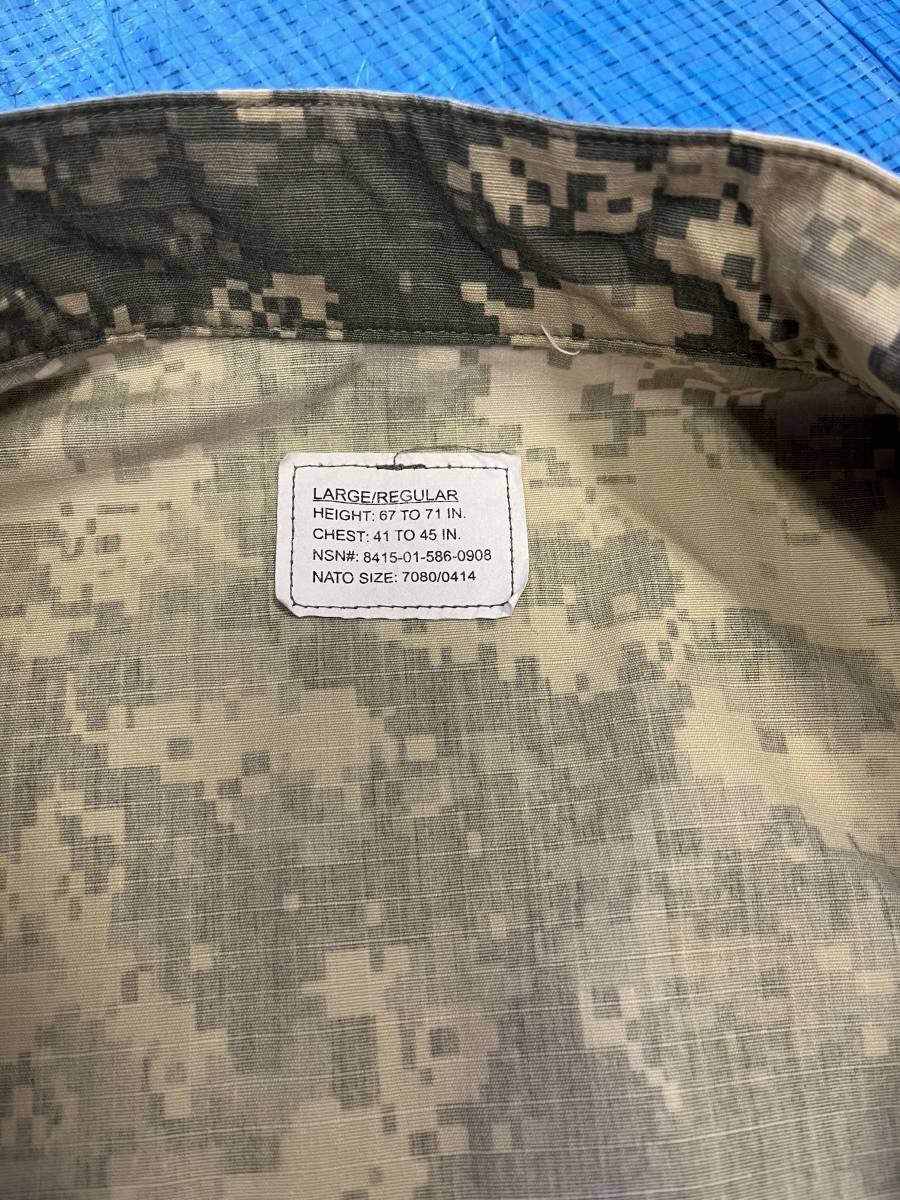 LARGE/REGULAR
HEIGHT: 67 TO 71 IN.
CHEST: 41 TO 45 IN.
NSN#: 8415-01-586-0908
NATO SIZE: 7080/0414